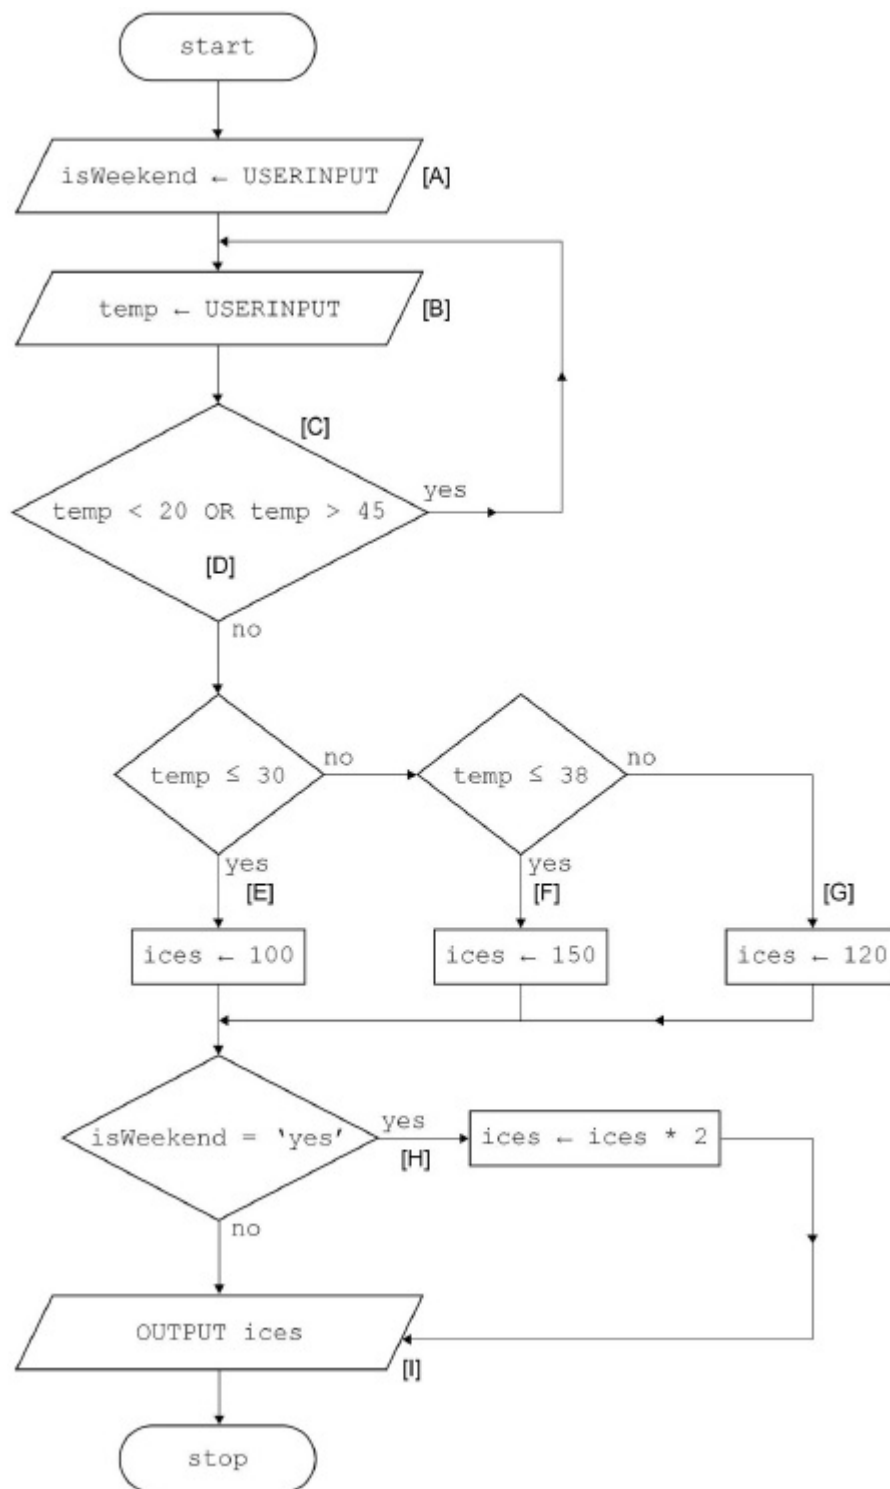 start
isWeekend ← USERINPUT [A]
temp ← USERINPUT [B]
[C]
yes
temp < 20 OR temp > 45
[D]
no
no
no
temp ≤ 30
temp ≤ 38
yes
yes
[E]
[F]
[G]
ices ← 100
ices ← 150
ices ← 120
yes
isWeekend = 'yes'
ices ← ices * 2
[H]
no
OUTPUT ices
[I]
stop